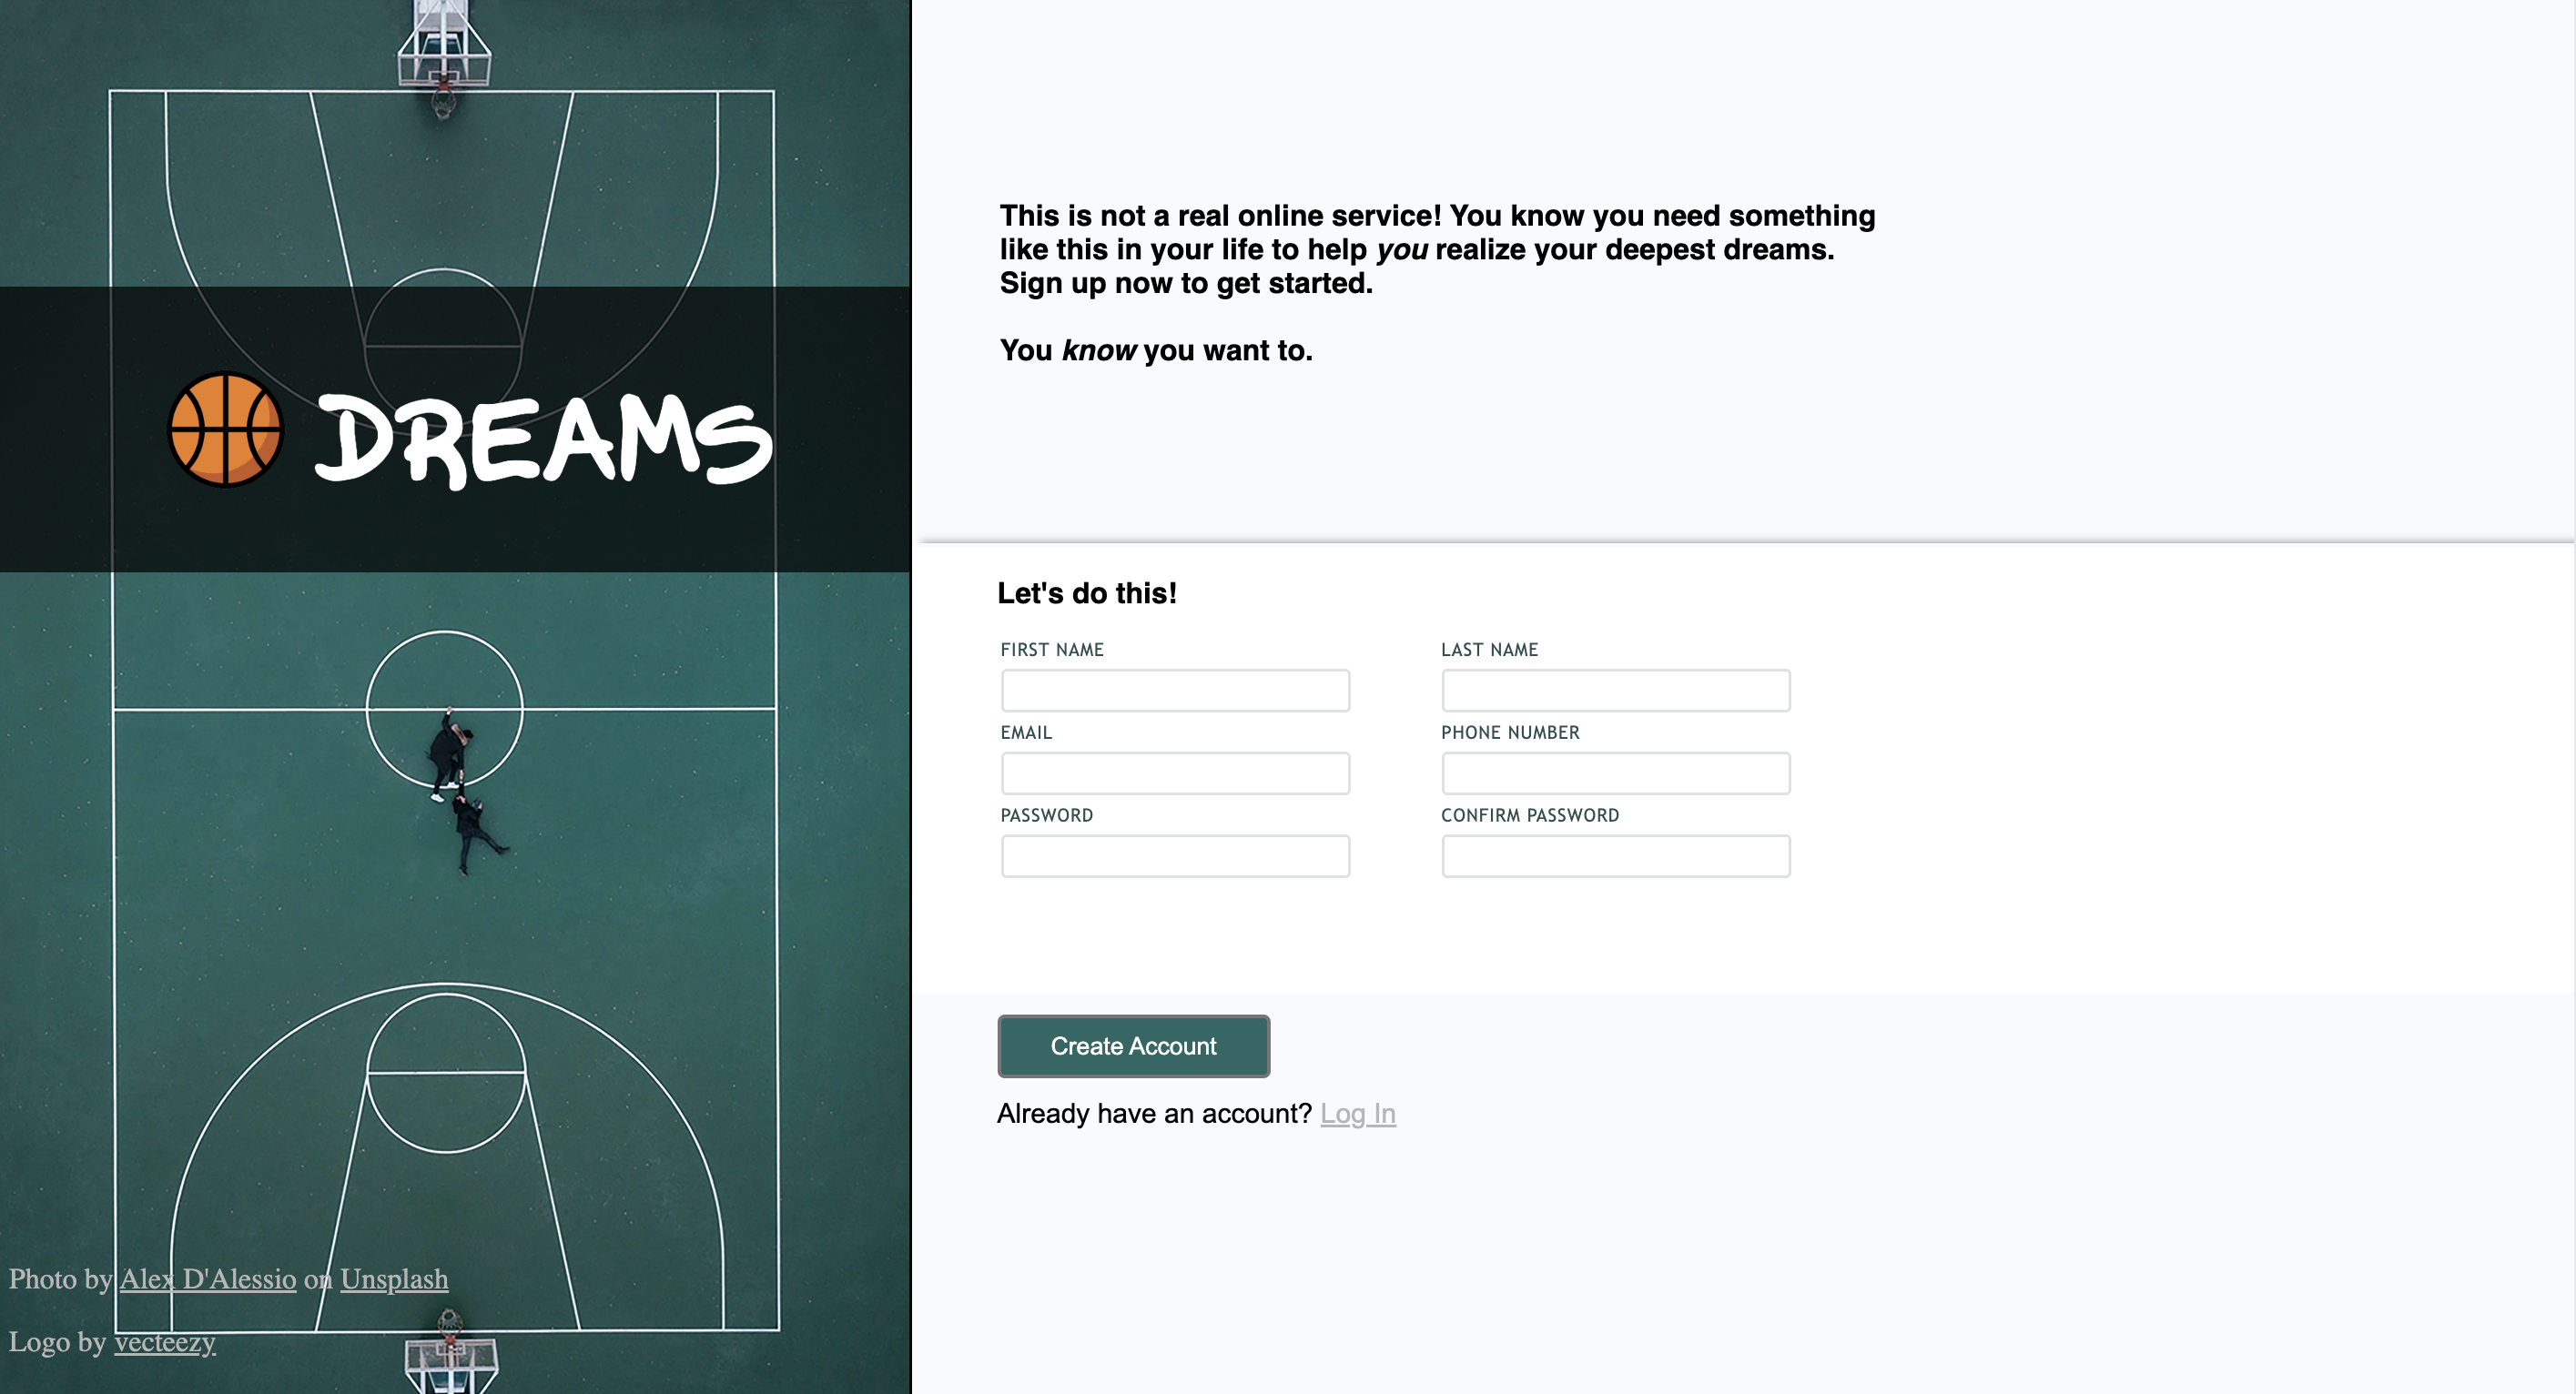 DREAMS
Photo by Alex D'Alessio on Unsplash
Logo by vecteezy
This is not a real online service! You know you need something
like this in your life to help you realize your deepest dreams.
Sign up now to get started.
You know you want to.
Let's do this!
FIRST NAME
LAST NAME
EMAIL
PHONE NUMBER
PASSWORD
CONFIRM PASSWORD
Create Account
Already have an account? Log In